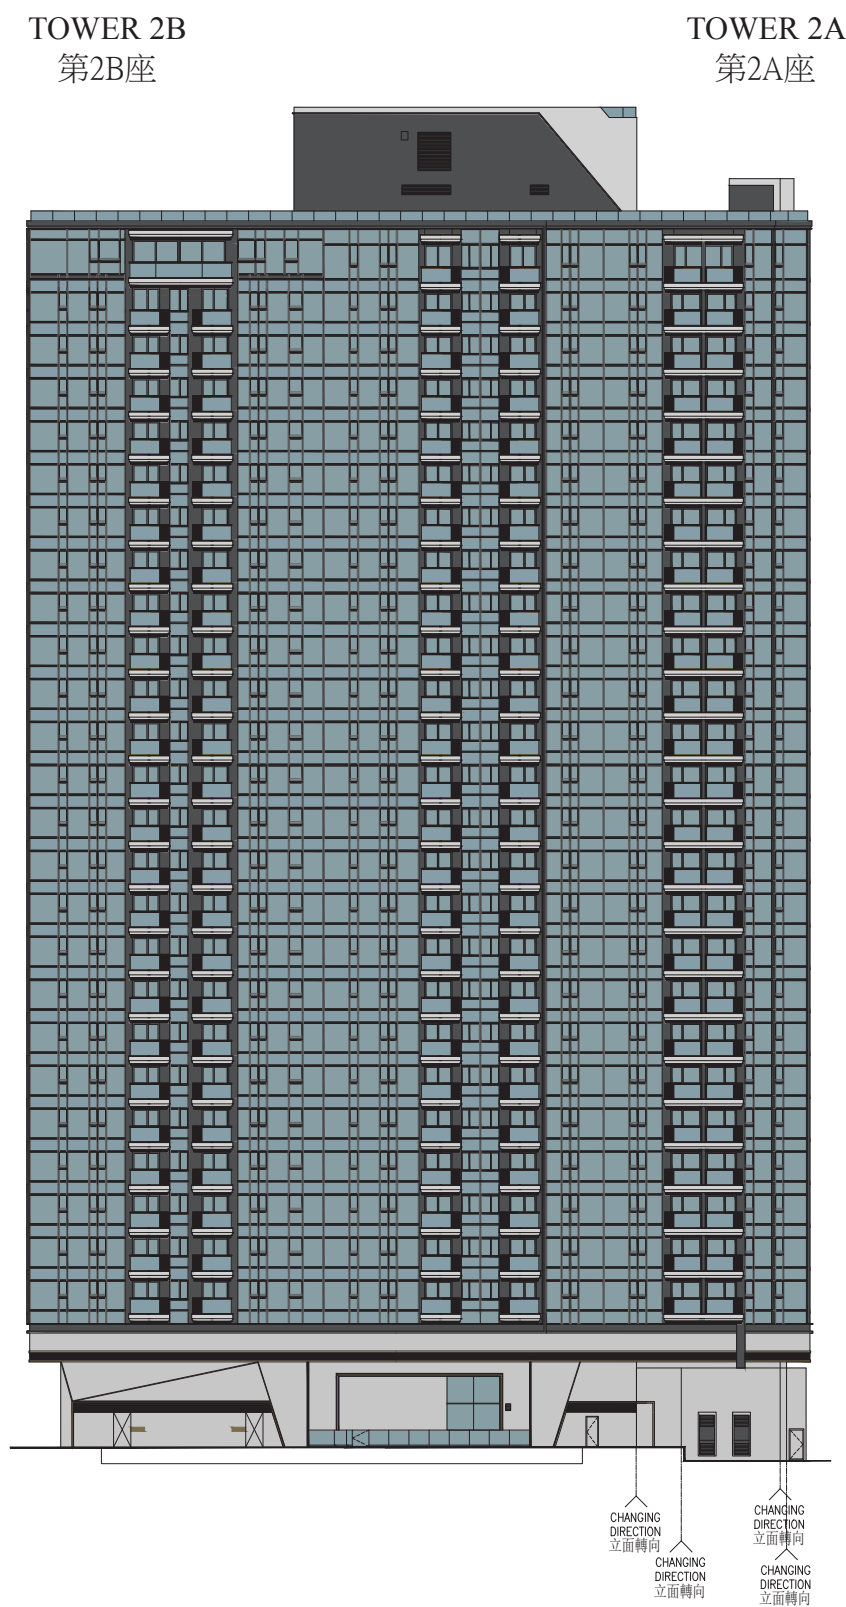 TOWER 2B
第2B座
TOWER 2A
第2A座
CHANGING
DIRECTION
立面轉向
CHANGING
DIRECTION
立面轉向
CHANGING
DIRECTION
立面轉向
CHANGING
DIRECTION
立面轉向